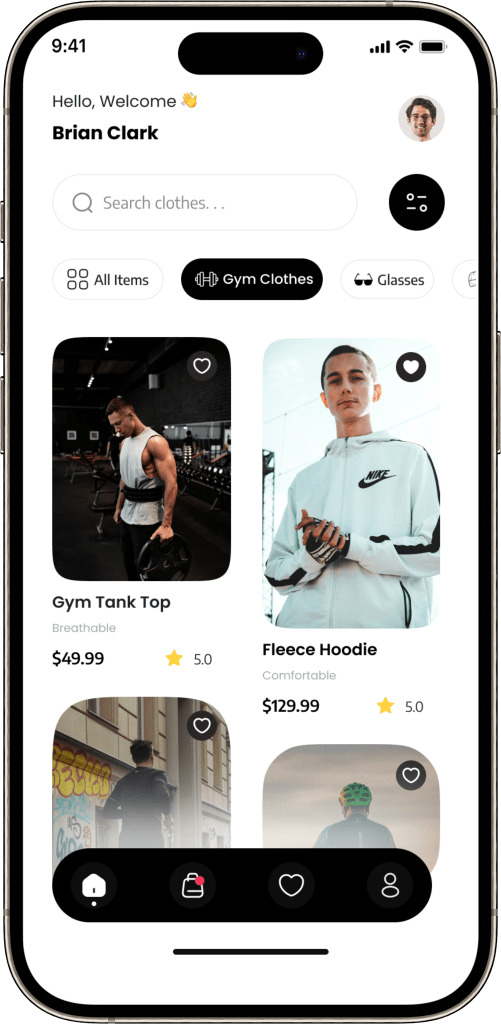 9:41
Hello, Welcome 👋
Brian Clark
Search clothes. . .
All Items
Gym Clothes
Glasses
NIKE
Gym Tank Top
Breathable
$49.99
5.0
Fleece Hoodie
Comfortable
$129.99
5.0